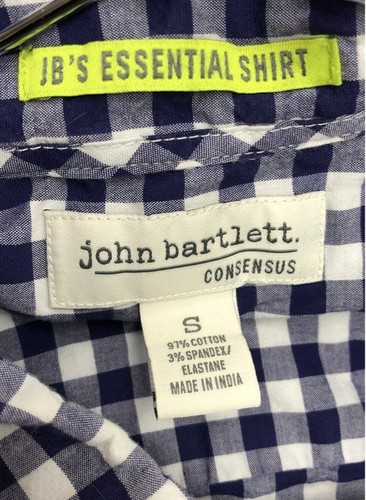 JB'S ESSENTIAL SHIRT
john bartlett.
CONSENSUS
S
97% COTTON
3% SPANDEX/
ELASTANE
MADE IN INDIA